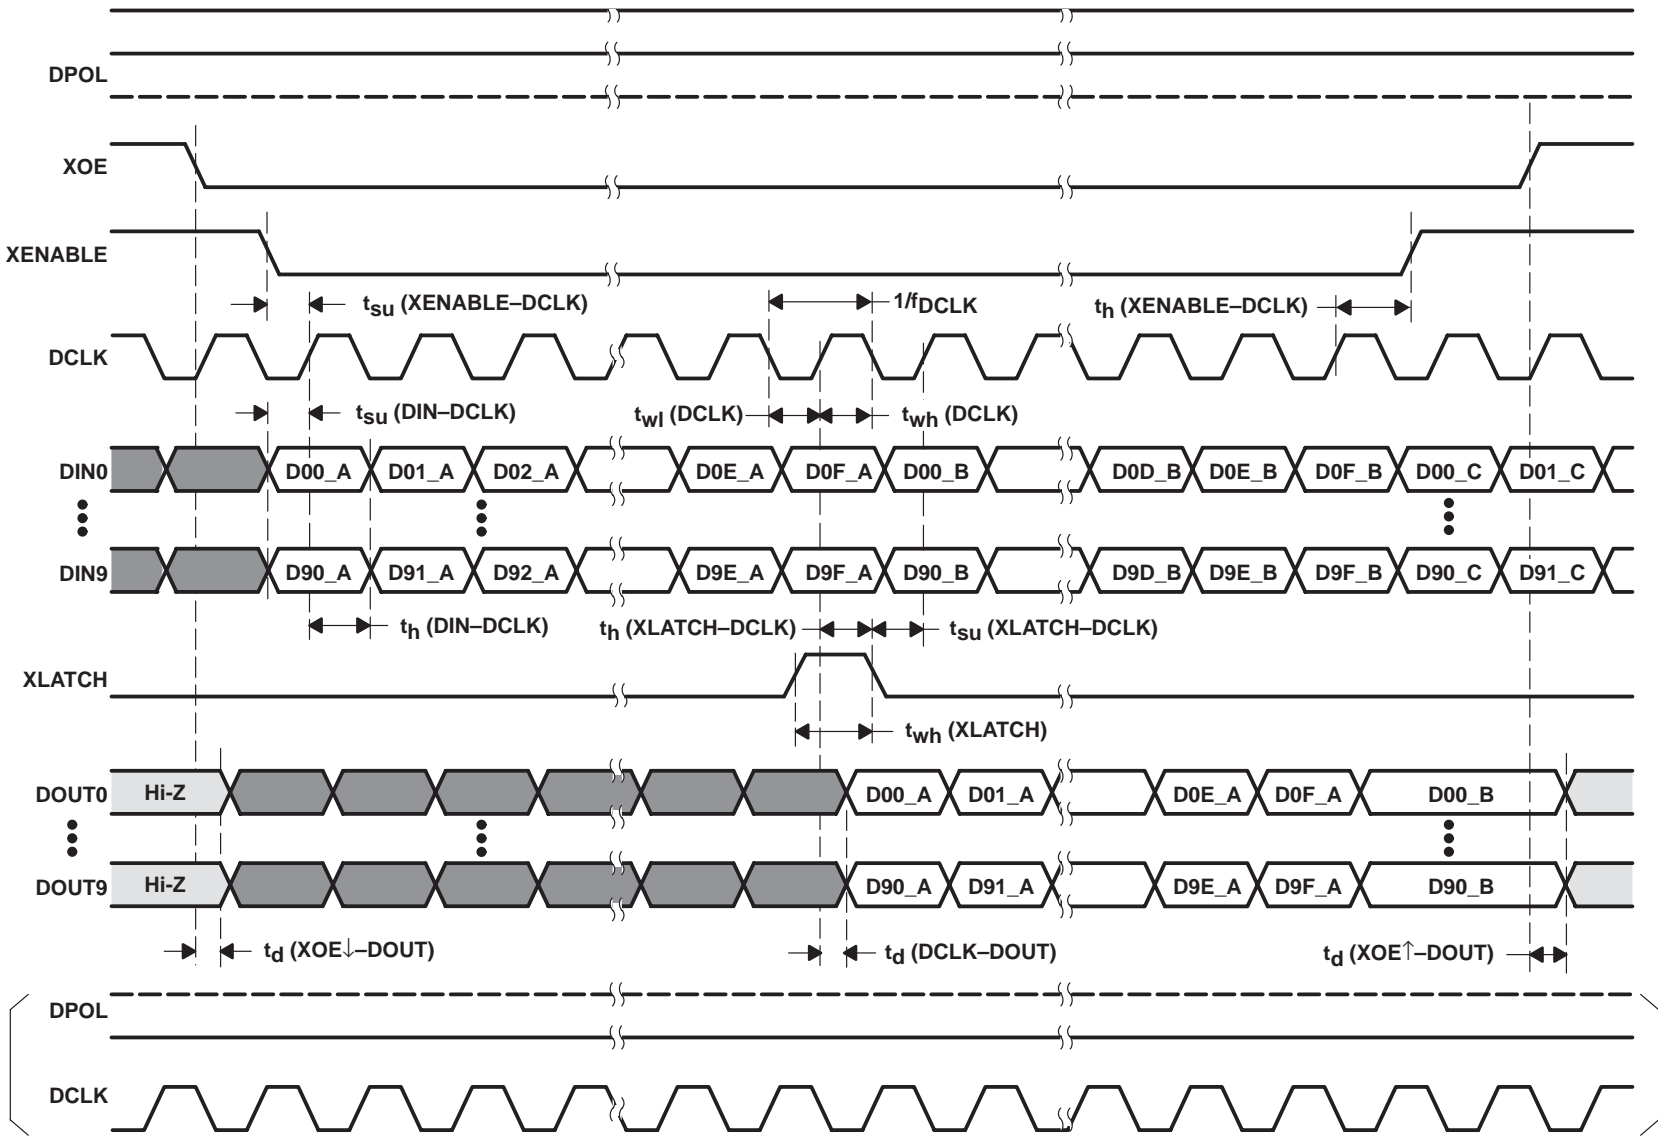 DPOL
XOE
XENABLE
tsu (XENABLE–DCLK)
1/fDCLK
th (XENABLE–DCLK)
DCLK
tsu (DIN–DCLK)
twl (DCLK)
twh (DCLK)
DIN0
D00_A
D01_A
D02_A
D0E_A
D0F_A
D00_B
D0D_B
D0E_B
D0F_B
D00_C
D01_C
DIN9
D90_A
D91_A
D92_A
D9E_A
D9F_A
D90_B
D9D_B
D9E_B
D9F_B
D90_C
D91_C
th (DIN–DCLK)
th (XLATCH–DCLK)
tsu (XLATCH–DCLK)
XLATCH
twh (XLATCH)
DOUT0
Hi-Z
D00_A
D01_A
D0E_A
D0F_A
D00_B
DOUT9
Hi-Z
D90_A
D91_A
D9E_A
D9F_A
D90_B
td (XOE↓–DOUT)
td (DCLK–DOUT)
td (XOE↑–DOUT)
DPOL
DCLK